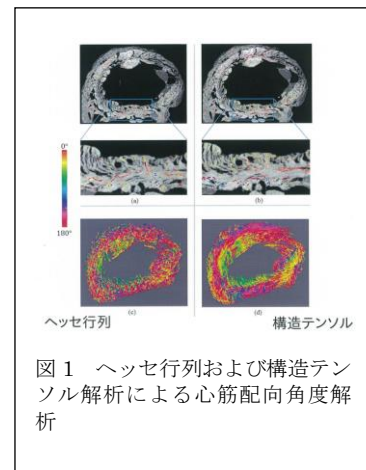 0°
180°
(a)
(b)
(c)
(d)
ヘッセ行列
構造テンソル
図 1　ヘッセ行列および構造テン
ソル解析による心筋配向角度解
析